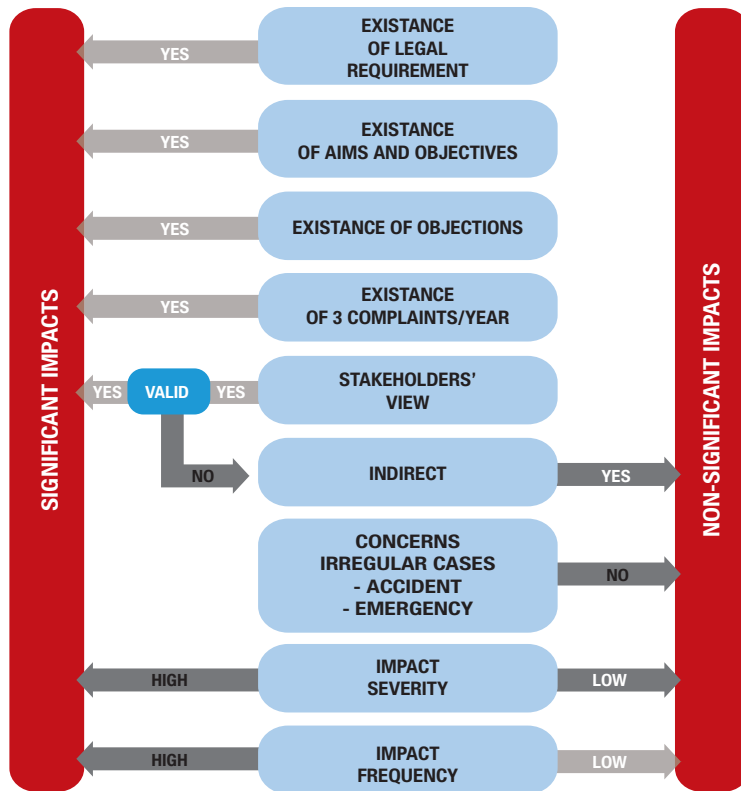 EXISTANCE
OF LEGAL
REQUIREMENT
YES
EXISTANCE
OF AIMS AND OBJECTIVES
YES
EXISTANCE OF OBJECTIONS
YES
EXISTANCE
OF 3 COMPLAINTS/YEAR
YES
STAKEHOLDERS'
VIEW
YES
VALID
YES
NO
INDIRECT
YES
CONCERNS
IRREGULAR CASES
- ACCIDENT
- EMERGENCY
NO
HIGH
IMPACT
SEVERITY
LOW
HIGH
IMPACT
FREQUENCY
LOW
SIGNIFICANT IMPACTS
NON-SIGNIFICANT IMPACTS